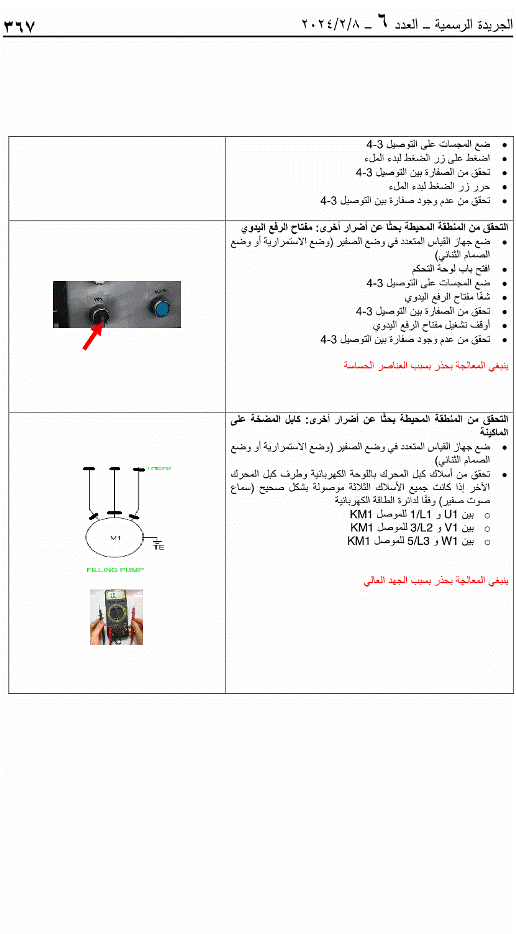 الجريدة الرسمية – العدد ٦ – ٢٠٢٤/٢/٨
٣٦٧
• ضع المجسات على التوصيل 3-4
• اضغط على زر الضغط لبدء الملء
• تحقق من الصفارة بين التوصيل 3-4
• حرر زر الضغط لبدء الملء
• تحقق من عدم وجود صفارة بين التوصيل 3-4
التحقق من المنطقة المحيطة بحثًا عن أضرار أخرى: مفتاح الرفع اليدوي
• ضع جهاز القياس المتعدد في وضع الصفير (وضع الاستمرارية أو وضع
الصمام الثنائي)
• افتح باب لوحة التحكم
• ضع المجسات على التوصيل 3-4
• شغّا مفتاح الرفع اليدوي
• تحقق من الصفارة بين التوصيل 3-4
• أوقف تشغيل مفتاح الرفع اليدوي
• تحقق من عدم وجود صفارة بين التوصيل 3-4
ينبغي المعالجة بحذر بسبب العناصر الحساسة
التحقق من المنطقة المحيطة بحثًا عن أضرار أخرى: كابل المضخة على
الماكينة
• ضع جهاز القياس المتعدد في وضع الصفير (وضع الاستمرارية أو وضع
الصمام الثنائي)
• تحقق من أسلاك كبل المحرك باللوحة الكهربائية وطرف كبل المحرك
الآخر إذا كانت جميع الأسلاك الثلاثة موصولة بشكل صحيح (سماع
صوت صفير) وفقًا لدائرة الطاقة الكهربائية
○ بين U1 و 1/L1 للموصل KM1
○ بين V1 و 3/L2 للموصل KM1
○ بين W1 و 5/L3 للموصل KM1
ينبغي المعالجة بحذر بسبب الجهد العالي
M1
TE
FILLING PUMP